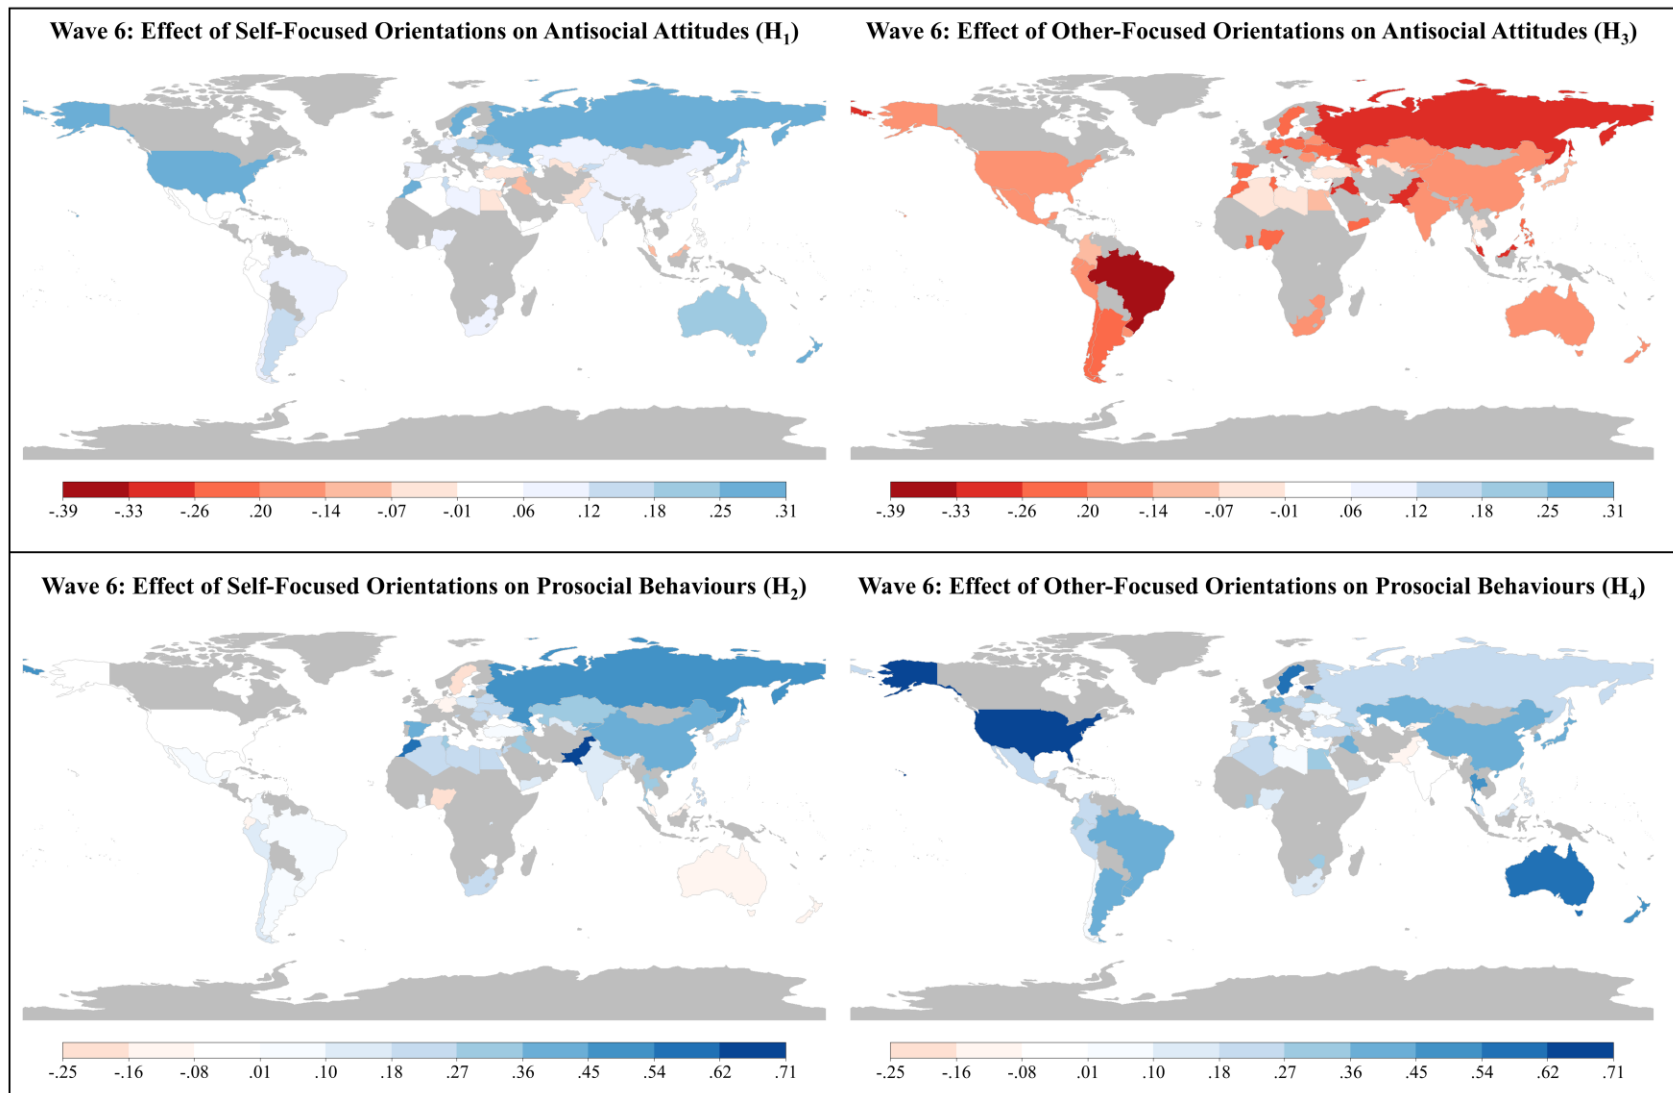 Wave 6: Effect of Self-Focused Orientations on Antisocial Attitudes (H₁)
-.39 -.33 -.26 .20 -.14 -.07 -.01 .06 .12 .18 .25 .31
Wave 6: Effect of Other-Focused Orientations on Antisocial Attitudes (H₃)
-.39 -.33 -.26 .20 -.14 -.07 -.01 .06 .12 .18 .25 .31
Wave 6: Effect of Self-Focused Orientations on Prosocial Behaviours (H₂)
-.25 -.16 -.08 .01 .10 .18 .27 .36 .45 .54 .62 .71
Wave 6: Effect of Other-Focused Orientations on Prosocial Behaviours (H₄)
-.25 -.16 -.08 .01 .10 .18 .27 .36 .45 .54 .62 .71